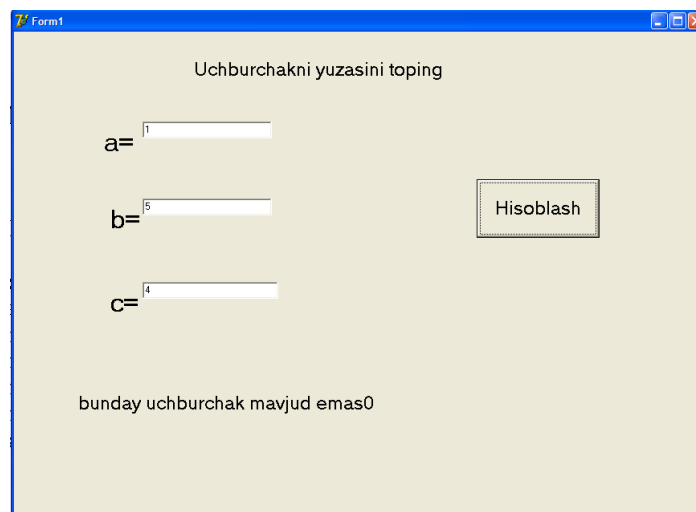 Form1
Uchburchakni yuzasini toping
a= 1
b= 5
Hisoblash
c= 4
bunday uchburchak mavjud emas0